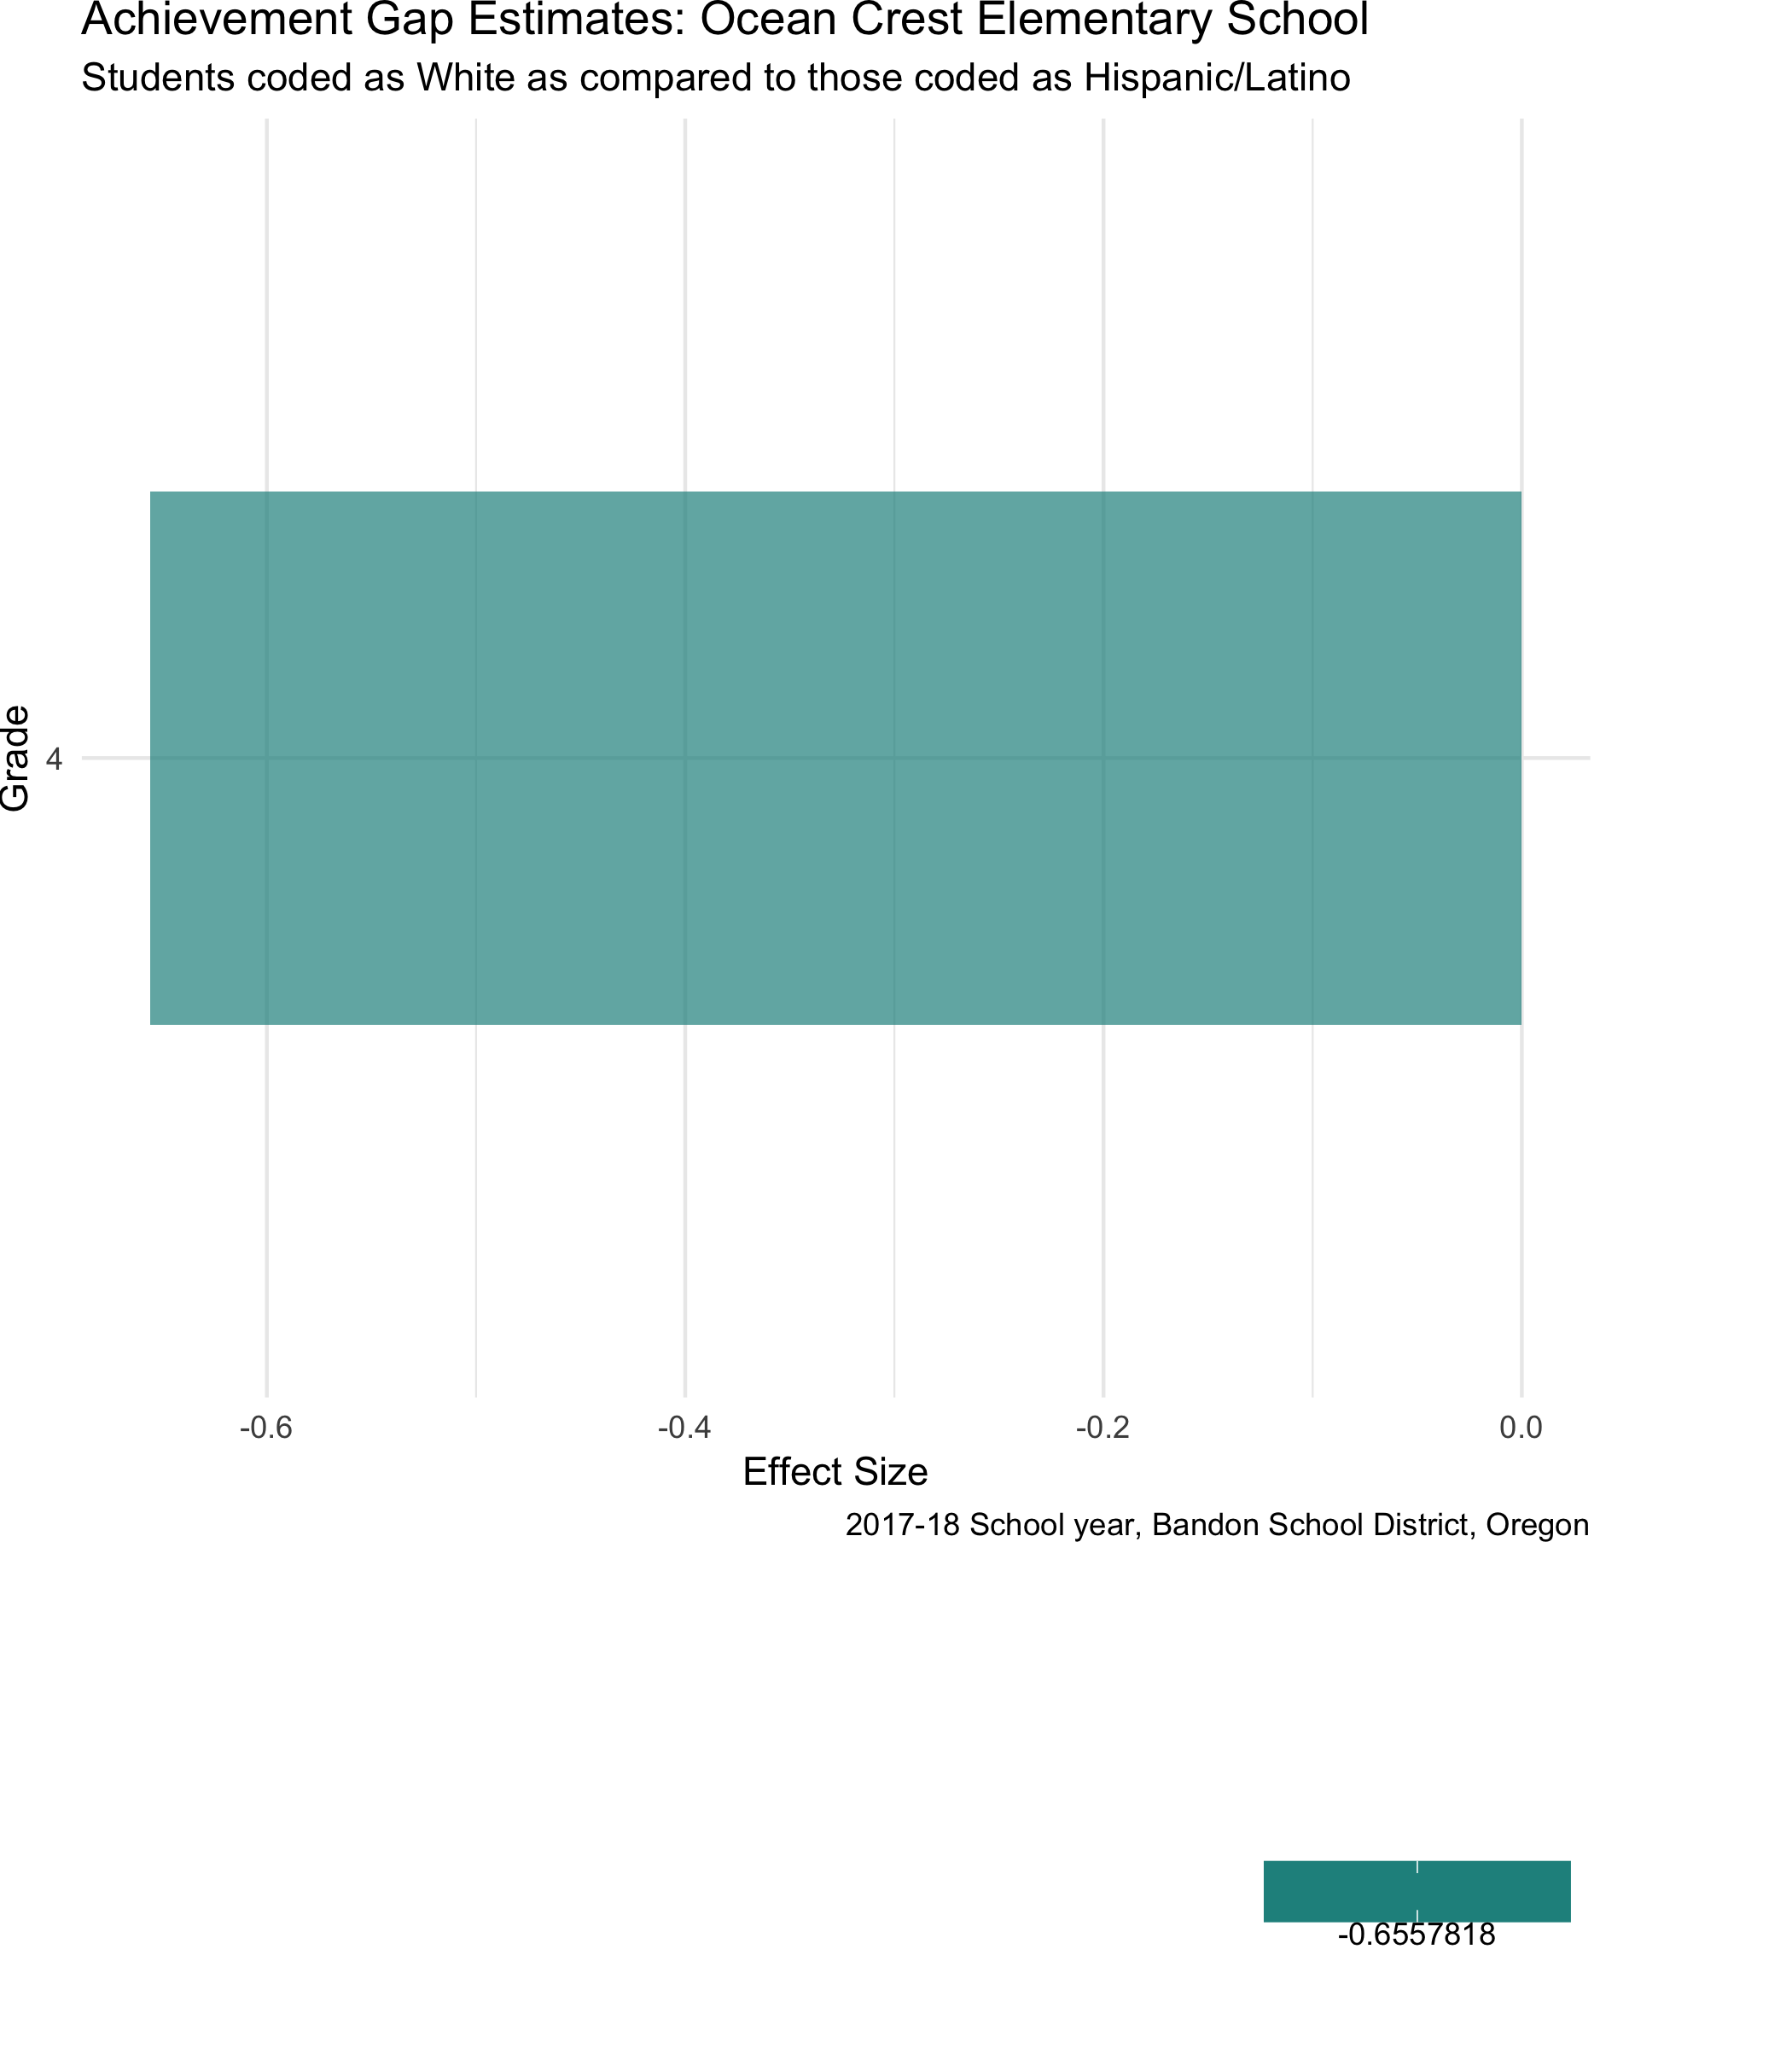 Achievement Gap Estimates: Ocean Crest Elementary School
Students coded as White as compared to those coded as Hispanic/Latino
Grade
4
-0.6 -0.4 -0.2 0.0
Effect Size
2017-18 School year, Bandon School District, Oregon
-0.6557818